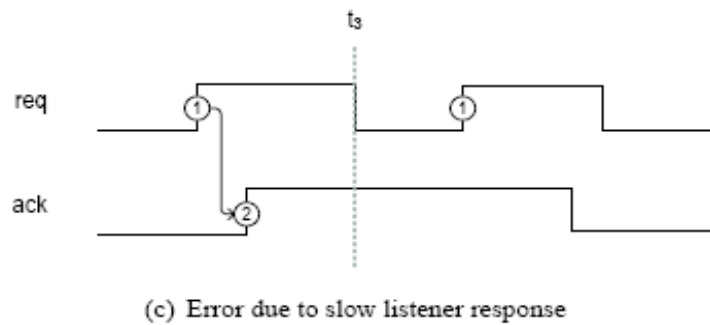 t₃
req
①
①
ack
②
(c) Error due to slow listener response